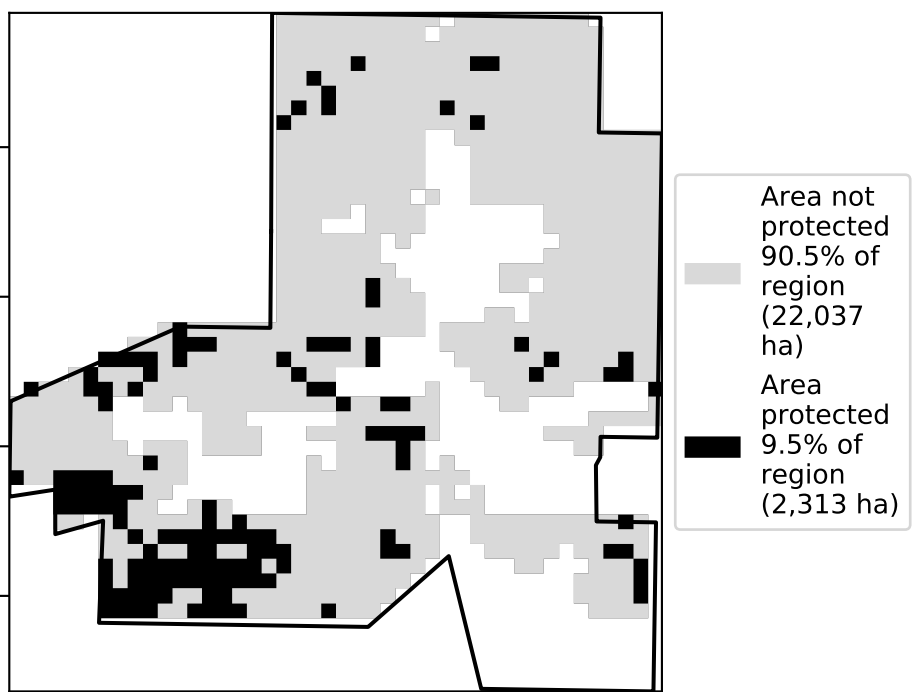 Area not
protected
90.5% of
region
(22,037
ha)
Area
protected
9.5% of
region
(2,313 ha)